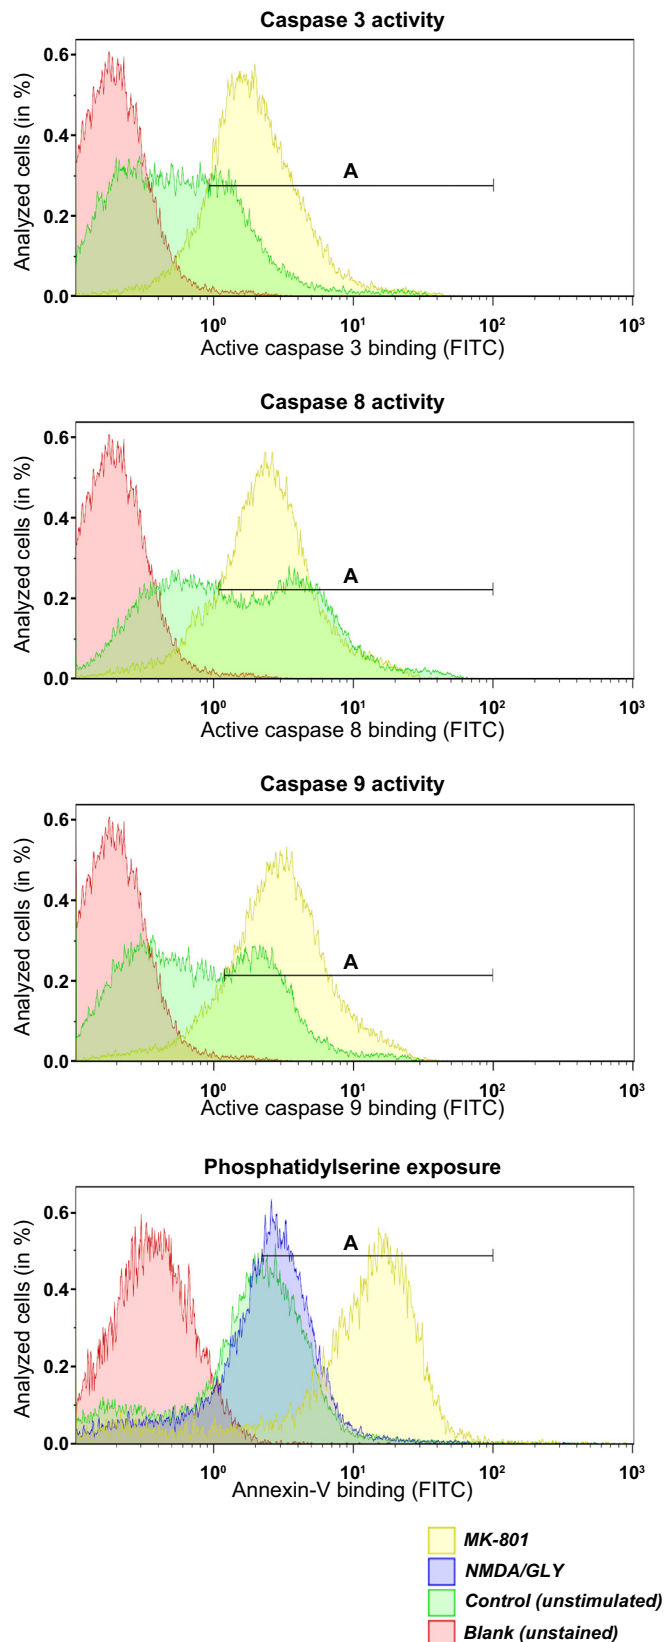 Caspase 3 activity
Analyzed cells (in %)
0.6
0.4
0.2
0.0
A
10⁰ 10¹ 10² 10³
Active caspase 3 binding (FITC)
Caspase 8 activity
Analyzed cells (in %)
0.6
0.4
0.2
0.0
A
10⁰ 10¹ 10² 10³
Active caspase 8 binding (FITC)
Caspase 9 activity
Analyzed cells (in %)
0.6
0.4
0.2
0.0
A
10⁰ 10¹ 10² 10³
Active caspase 9 binding (FITC)
Phosphatidylserine exposure
Analyzed cells (in %)
0.6
0.4
0.2
0.0
A
10⁰ 10¹ 10² 10³
Annexin-V binding (FITC)
MK-801
NMDA/GLY
Control (unstimulated)
Blank (unstained)